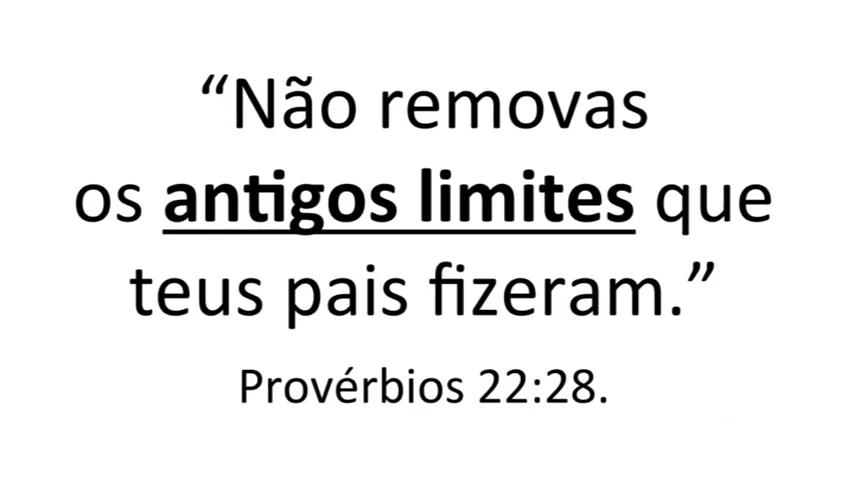 “Não removas
os antigos limites que
teus pais fizeram.”
Provérbios 22:28.